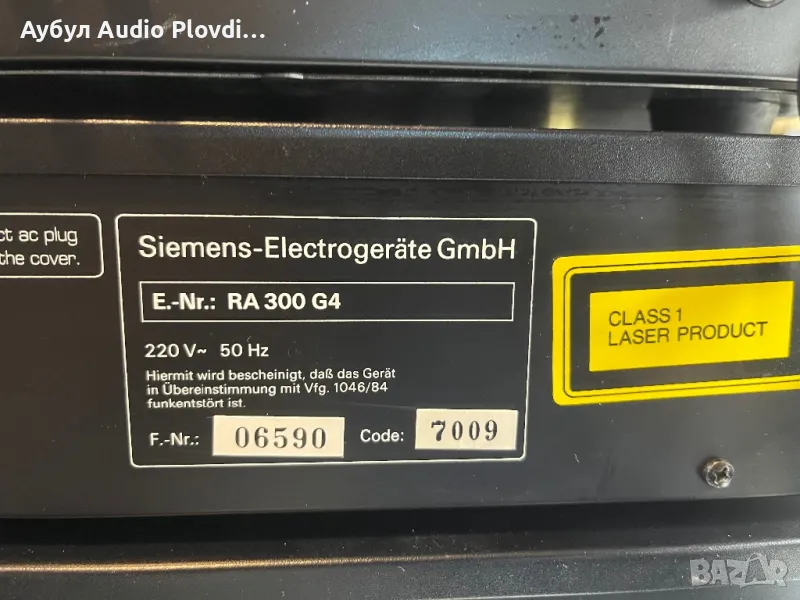 Аубул Audio Plovdi...
ct ac plug
the cover.
Siemens-Electrogeräte GmbH
E.-Nr.: RA 300 G4
220 V~ 50 Hz
Hiermit wird bescheinigt, daß das Gerät
in Übereinstimmung mit Vfg. 1046/84
funkentstört ist.
F.-Nr.: 06590 Code: 7009
CLASS 1
LASER PRODUCT
BAZAR